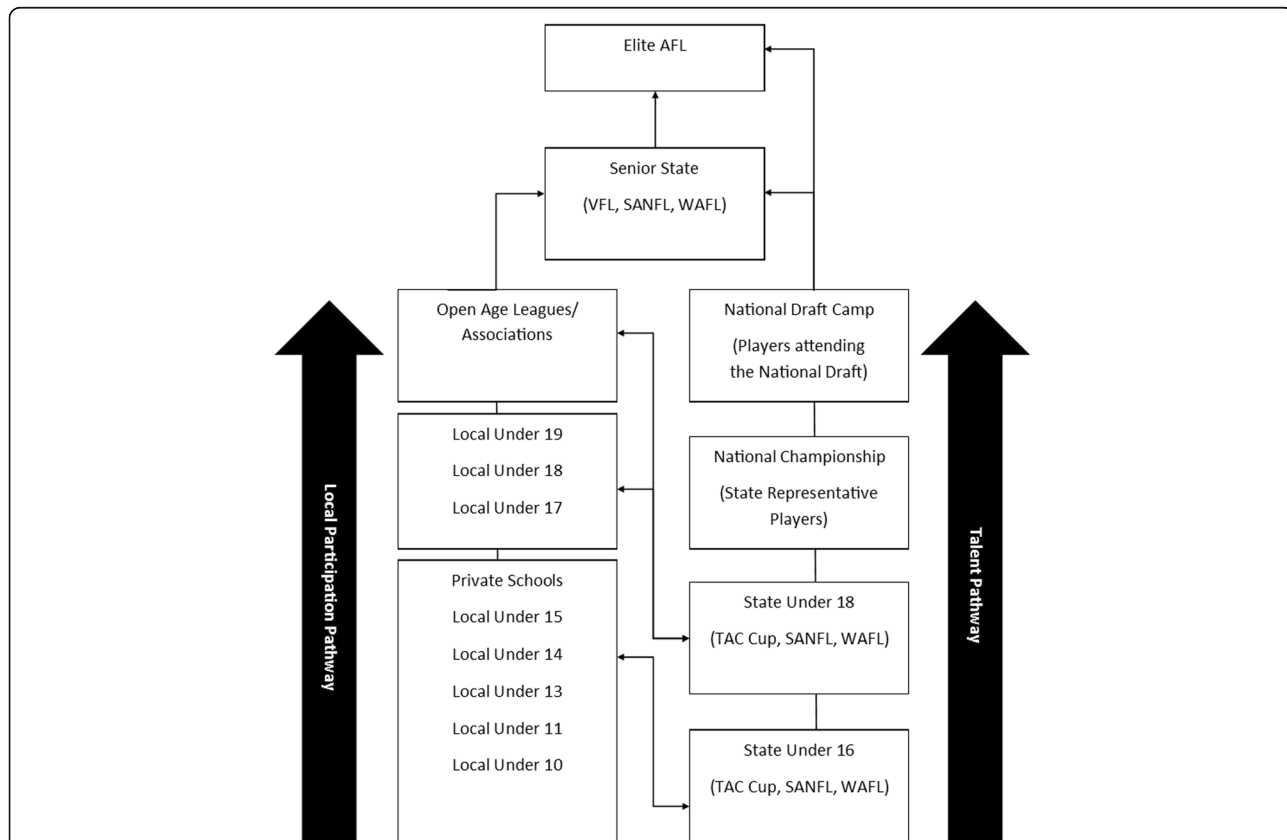 Elite AFL
Senior State
(VFL, SANFL, WAFL)
Open Age Leagues/
Associations
National Draft Camp
(Players attending
the National Draft)
Local Under 19
Local Under 18
Local Under 17
National Championship
(State Representative
Players)
Private Schools
Local Under 15
Local Under 14
Local Under 13
Local Under 11
Local Under 10
State Under 18
(TAC Cup, SANFL, WAFL)
State Under 16
(TAC Cup, SANFL, WAFL)
Local Participation Pathway
Talent Pathway